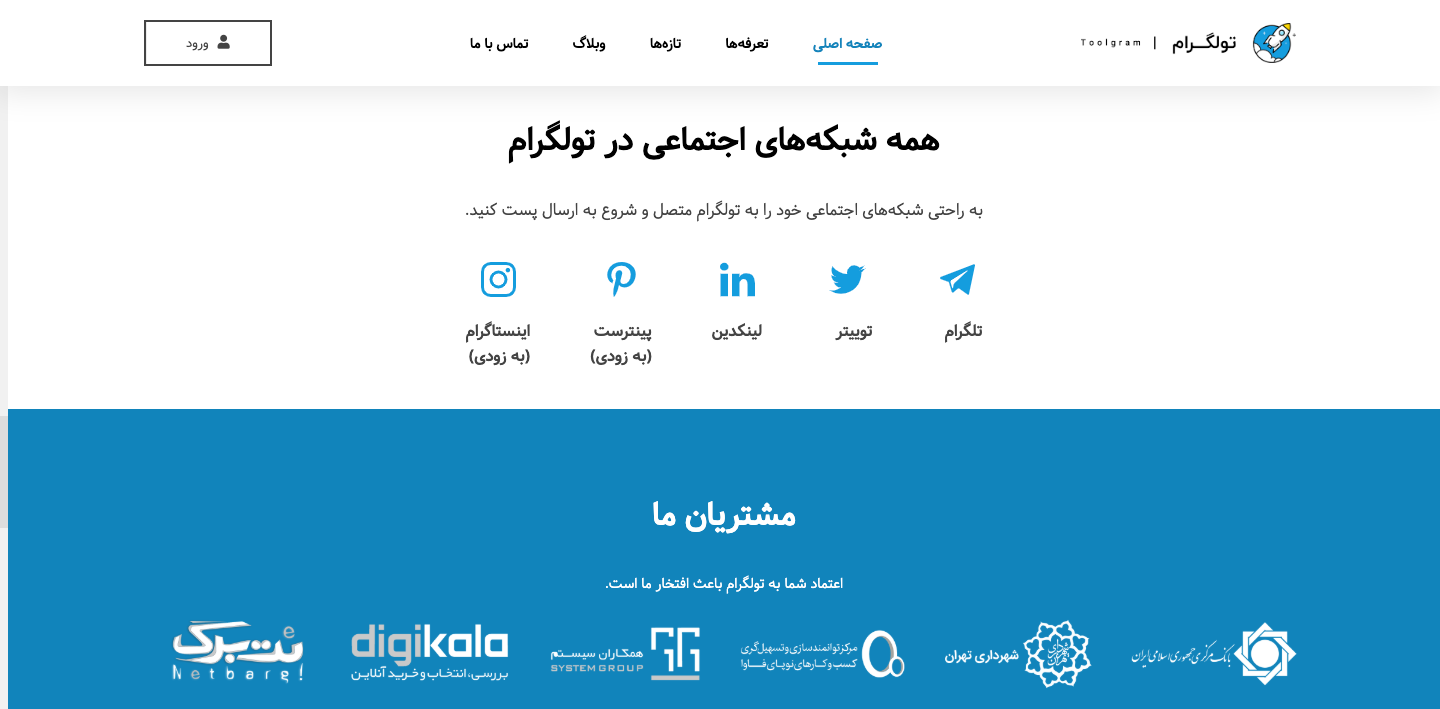 تولگـــرام | Toolgram
صفحه اصلی
تعرفه‌ها
تازه‌ها
وبلاگ
تماس با ما
ورود
همه شبکه‌های اجتماعی در تولگرام
به راحتی شبکه‌های اجتماعی خود را به تولگرام متصل و شروع به ارسال پست کنید.
تلگرام
توییتر
لینکدین
پینترست
(به زودی)
اینستاگرام
(به زودی)
مشتریان ما
اعتماد شما به تولگرام باعث افتخار ما است.
بانک مرکزی جمهوری اسلامی ایران
شهرداری تهران
مرکز توانمندسازی و تسهیل‌گری
کسب و کارهای نوپای فـــاوا
همکاران سیستم
SYSTEM GROUP
digikala
بررسی، انتخاب و خرید آنلاین
نت برگ
Netbarg!